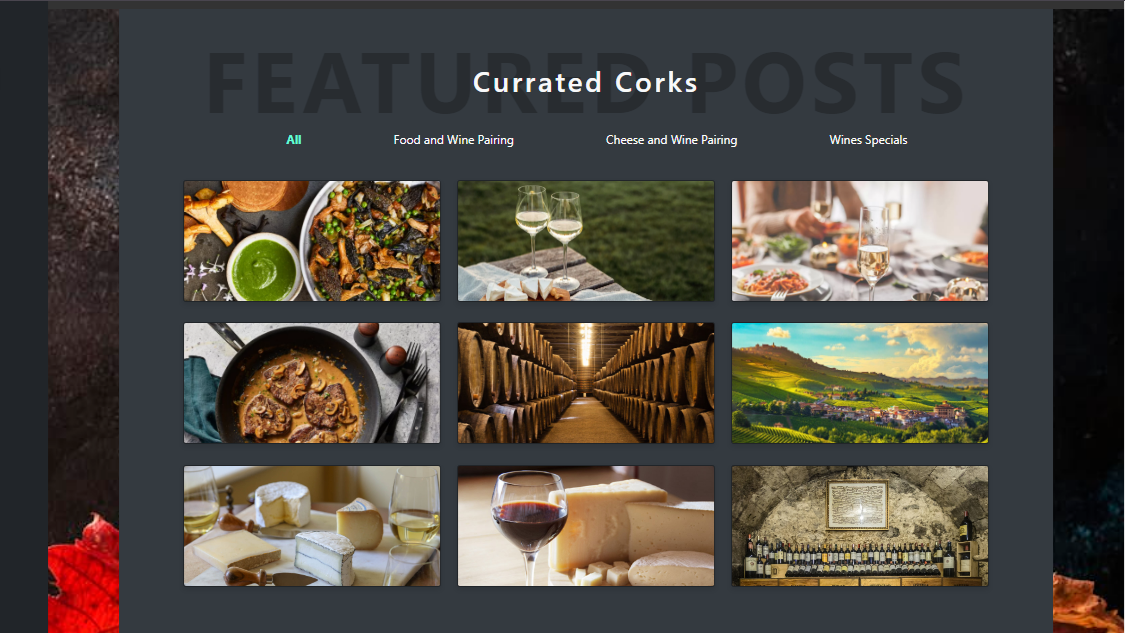 FEATURED POSTS
Currated Corks
All Food and Wine Pairing Cheese and Wine Pairing Wines Specials